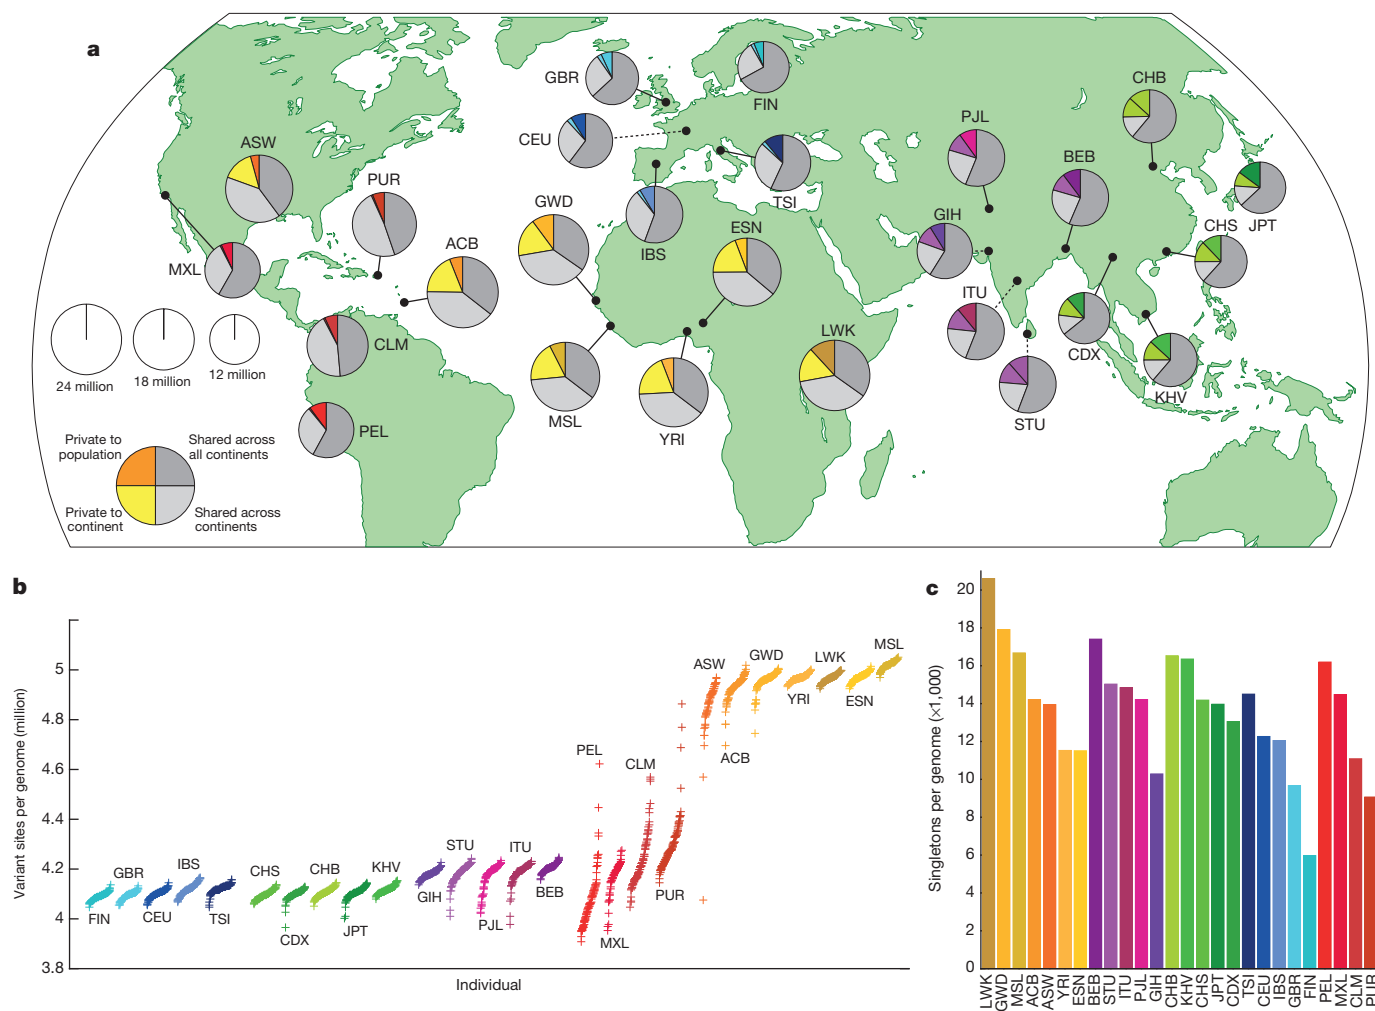 a
GBR
FIN
CHB
CEU
PJL
ASW
BEB
PUR
TSI
JPT
GWD
ESN
GIH
CHS
ACB
IBS
MXL
ITU
LWK
CDX
CLM
24 million
18 million
12 million
KHV
MSL
STU
YRI
PEL
Private to
population
Shared across
all continents
Private to
continent
Shared across
continents
b
Variant sites per genome (million)
5
4.8
4.6
4.4
4.2
4
3.8
FIN
GBR
CEU
IBS
TSI
CHS
CDX
CHB
JPT
KHV
GIH
STU
PJL
ITU
BEB
PEL
MXL
CLM
PUR
ASW
ACB
GWD
YRI
LWK
ESN
MSL
Individual
c
Singletons per genome (×1,000)
20
18
16
14
12
10
8
6
4
2
0
LWK
GWD
MSL
ACB
ASW
YRI
ESN
BEB
STU
ITU
PJL
GIH
CHB
KHV
CHS
JPT
CDX
TSI
CEU
IBS
GBR
FIN
PEL
MXL
CLM
PUR